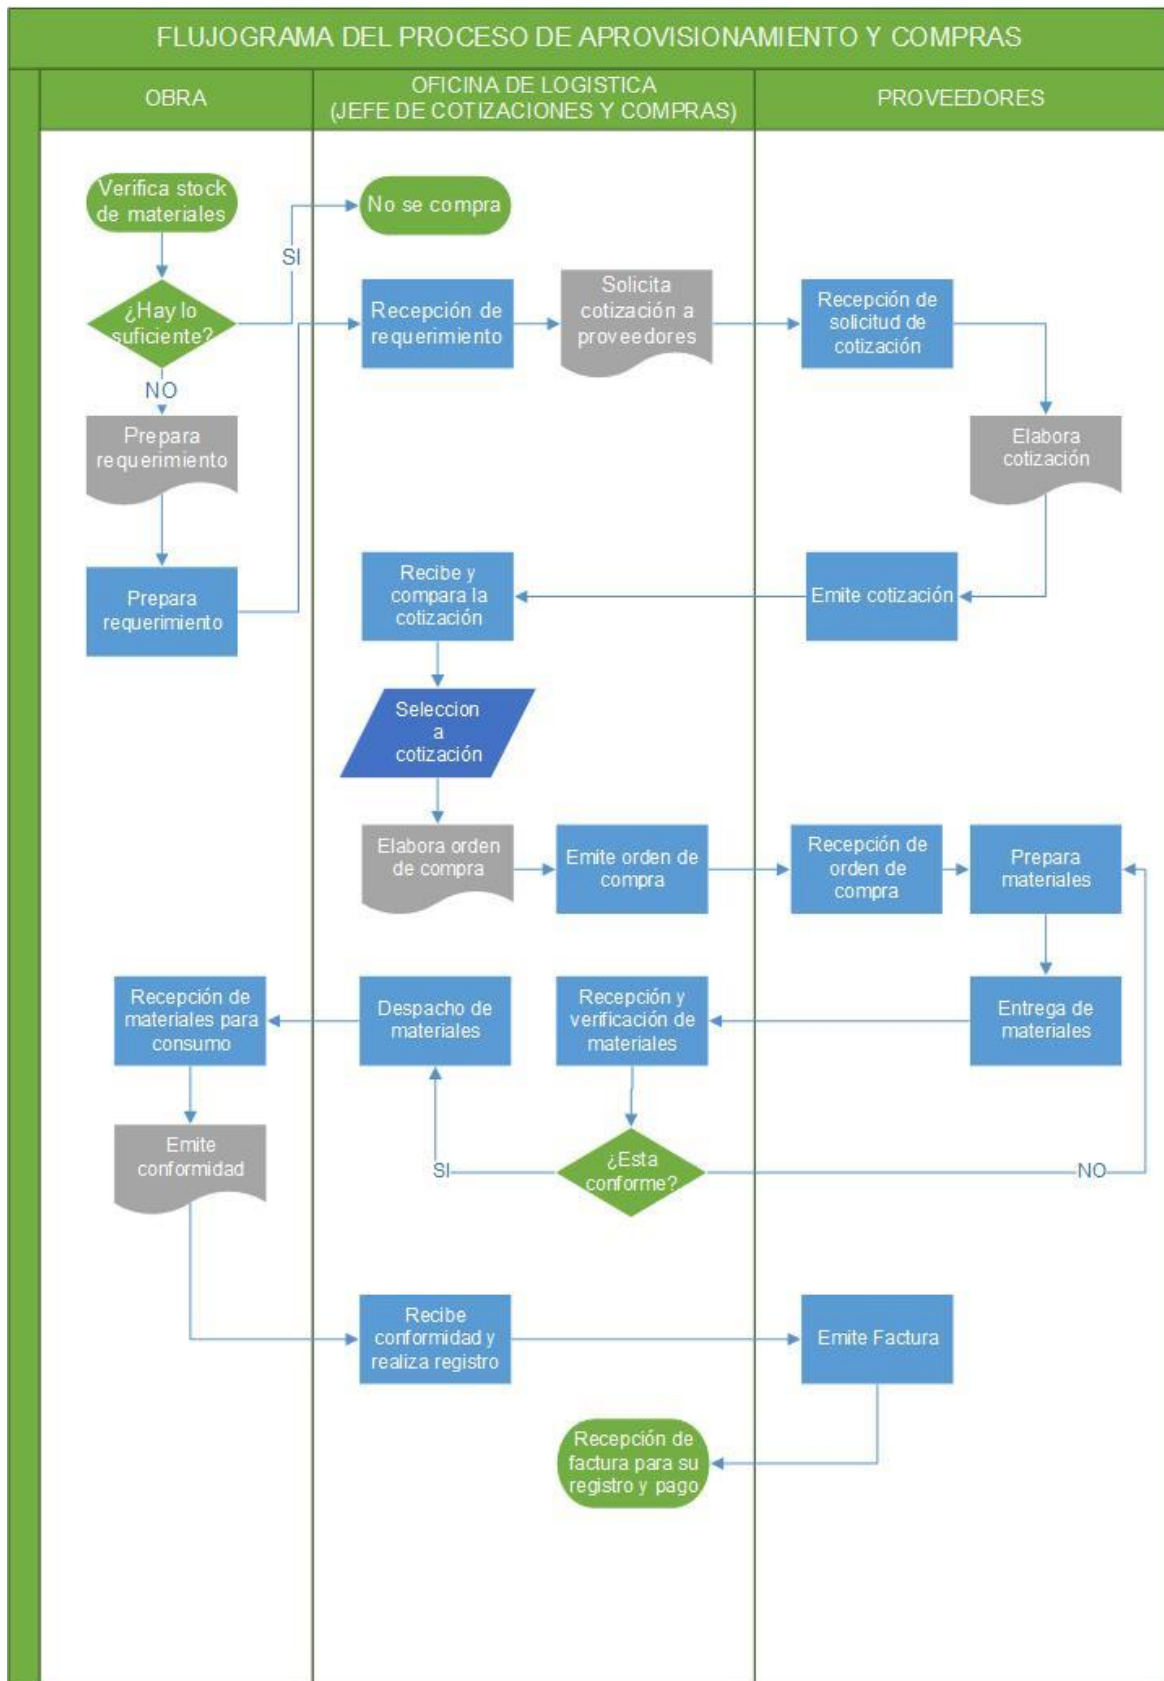 FLUJOGRAMA DEL PROCESO DE APROVISIONAMIENTO Y COMPRAS
OBRA
OFICINA DE LOGISTICA
(JEFE DE COTIZACIONES Y COMPRAS)
PROVEEDORES
Verifica stock
de materiales
No se compra
SI
¿Hay lo
suficiente?
Recepción de
requerimiento
Solicita
cotización a
proveedores
Recepción de
solicitud de
cotización
NO
Prepara
requerimiento
Elabora
cotización
Prepara
requerimiento
Recibe y
compara la
cotización
Emite cotización
Seleccion
a
cotización
Elabora orden
de compra
Emite orden de
compra
Recepción de
orden de
compra
Prepara
materiales
Recepción de
materiales para
consumo
Despacho de
materiales
Recepción y
verificación de
materiales
Entrega de
materiales
Emite
conformidad
SI
¿Esta
conforme?
NO
Recibe
conformidad y
realiza registro
Emite Factura
Recepción de
factura para su
registro y pago